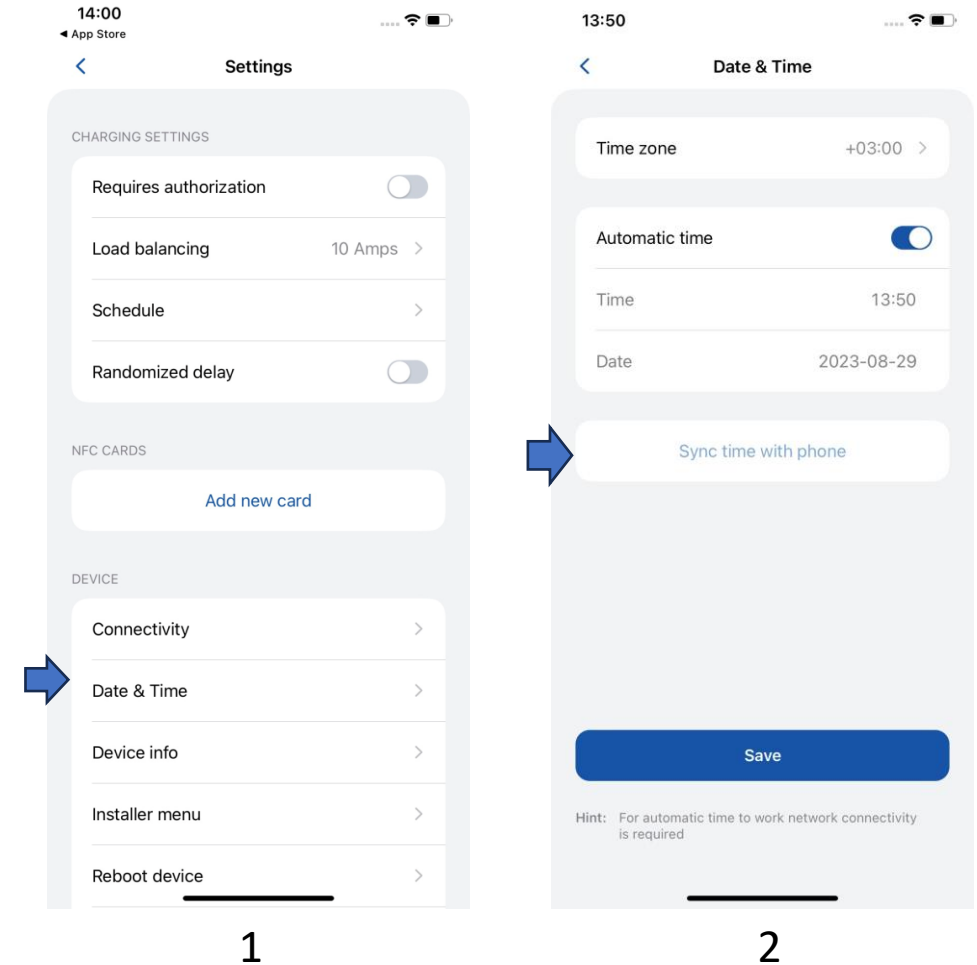 14:00
◀ App Store
Settings
CHARGING SETTINGS
Requires authorization
Load balancing 10 Amps
Schedule
Randomized delay
NFC CARDS
Add new card
DEVICE
Connectivity
Date & Time
Device info
Installer menu
Reboot device
1
13:50
Date & Time
Time zone +03:00
Automatic time
Time 13:50
Date 2023-08-29
Sync time with phone
Save
Hint: For automatic time to work network connectivity
is required
2